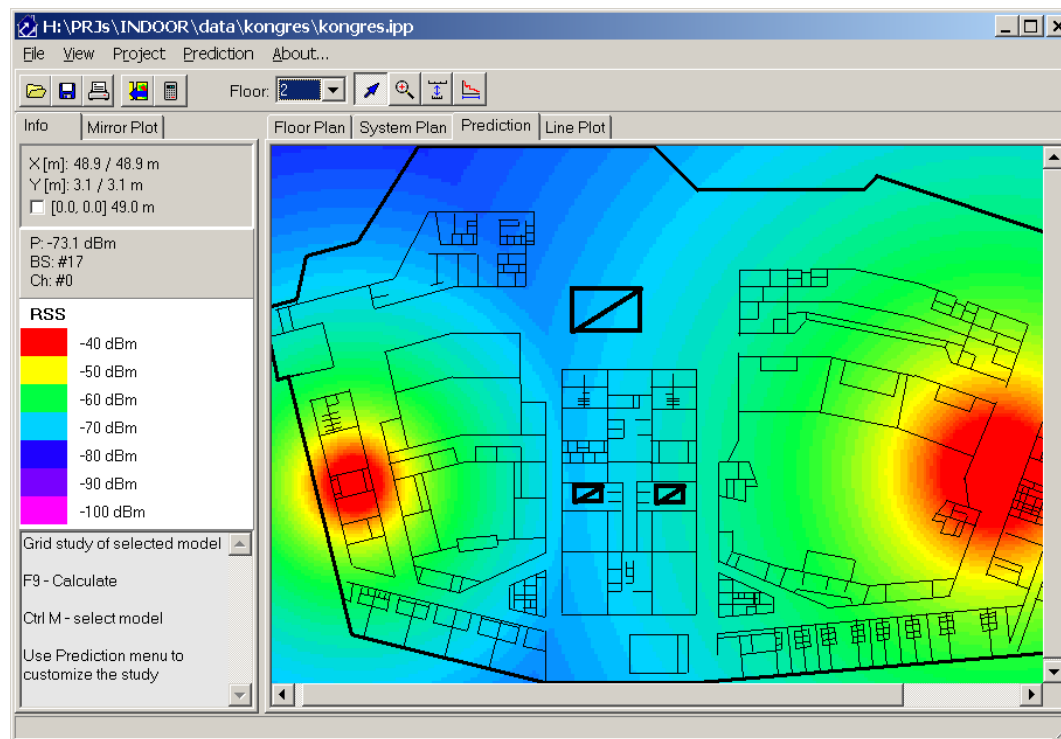 H:\PRJs\INDOOR\data\kongres\kongres.ipp
File View Project Prediction About...
Floor: 2
Info Mirror Plot Floor Plan System Plan Prediction Line Plot
X [m]: 48.9 / 48.9 m
Y [m]: 3.1 / 3.1 m
[0.0, 0.0] 49.0 m
P: -73.1 dBm
BS: #17
Ch: #0
RSS
-40 dBm
-50 dBm
-60 dBm
-70 dBm
-80 dBm
-90 dBm
-100 dBm
Grid study of selected model
F9 - Calculate
Ctrl M - select model
Use Prediction menu to
customize the study